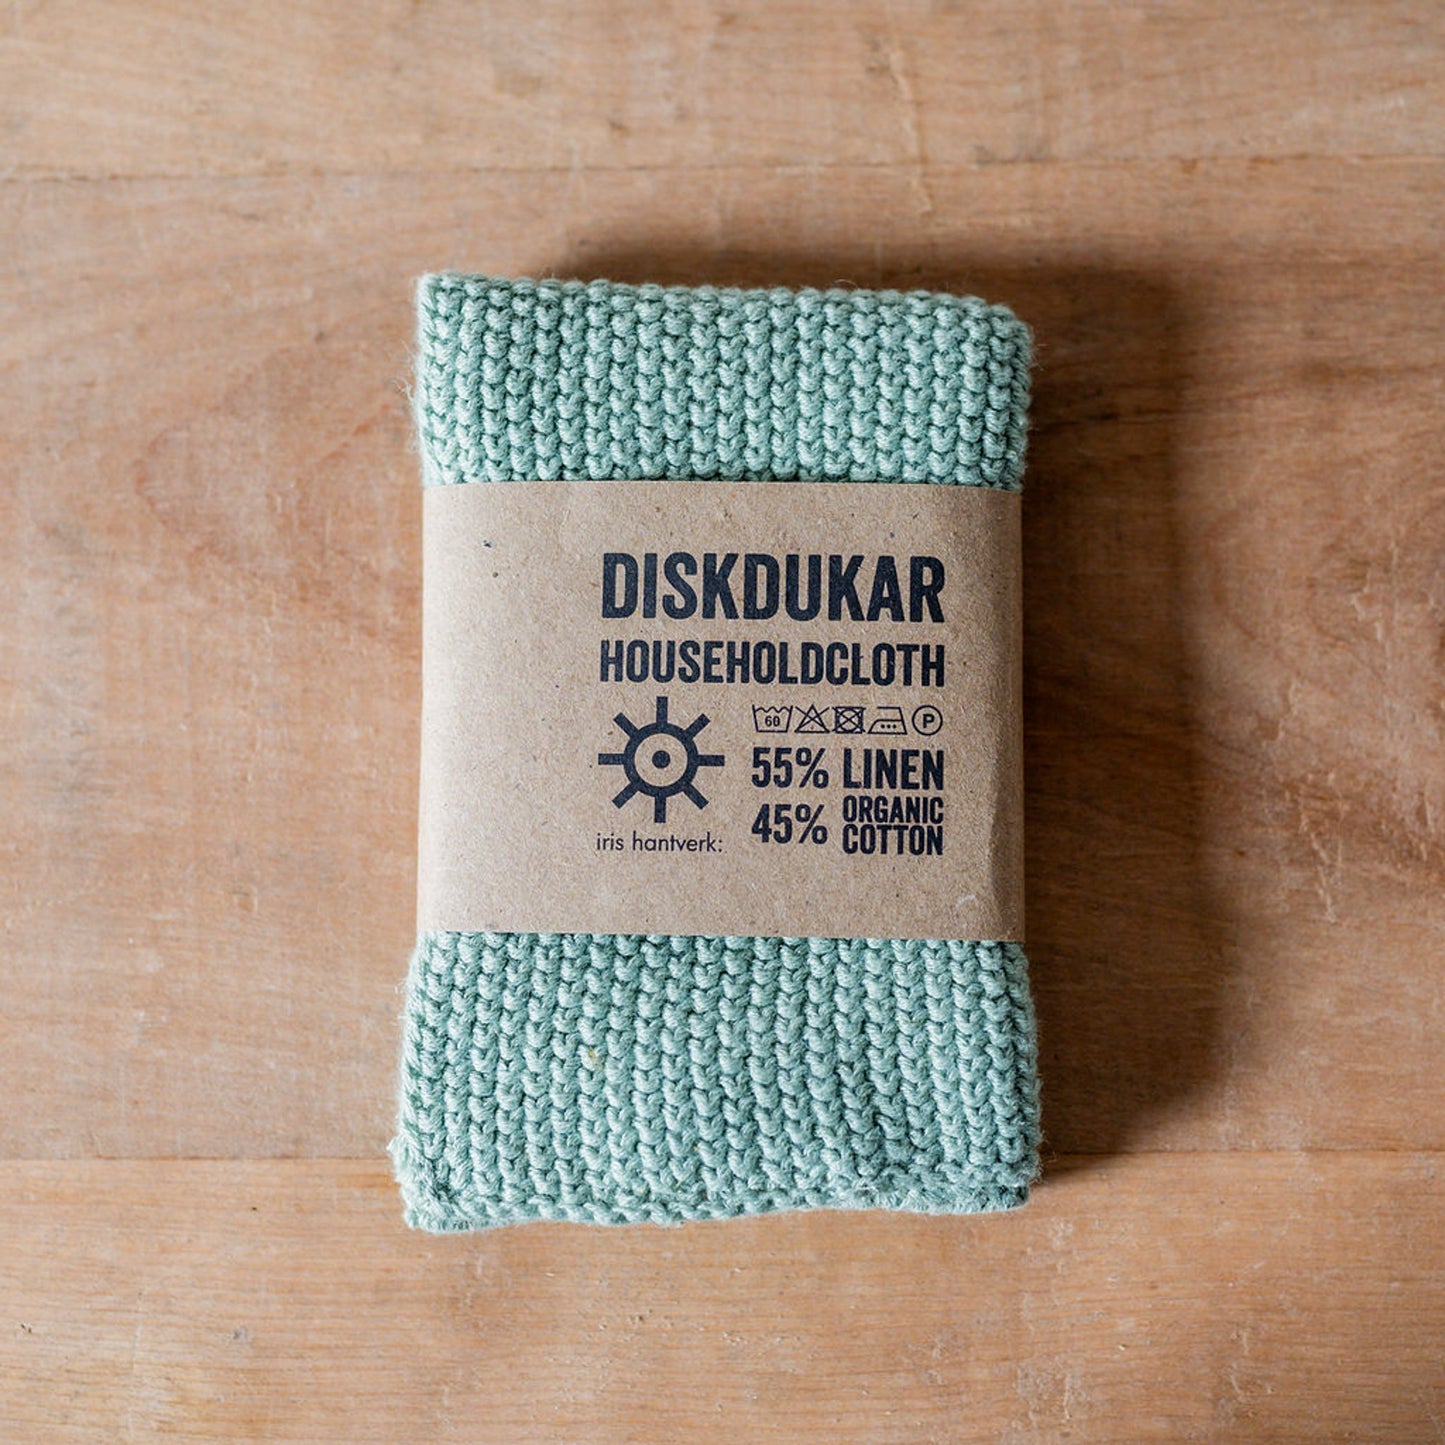 DISKDUKAR
HOUSEHOLDCLOTH
60 P
55% LINEN
45% ORGANIC COTTON
iris hantverk: